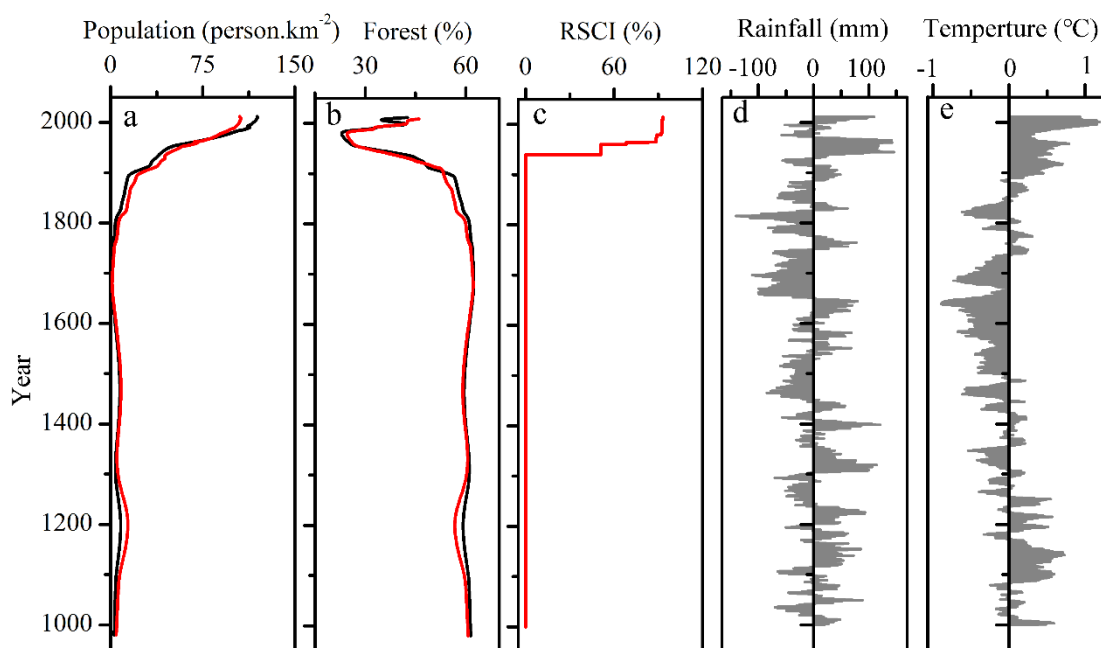 Population (person.km-2) Forest (%) RSCI (%) Rainfall (mm) Temperture (°C)
0 75 150 30 60 0 60 120 -100 0 100 -1 0 1
a b c d e
2000
1800
1600
1400
1200
1000
Year